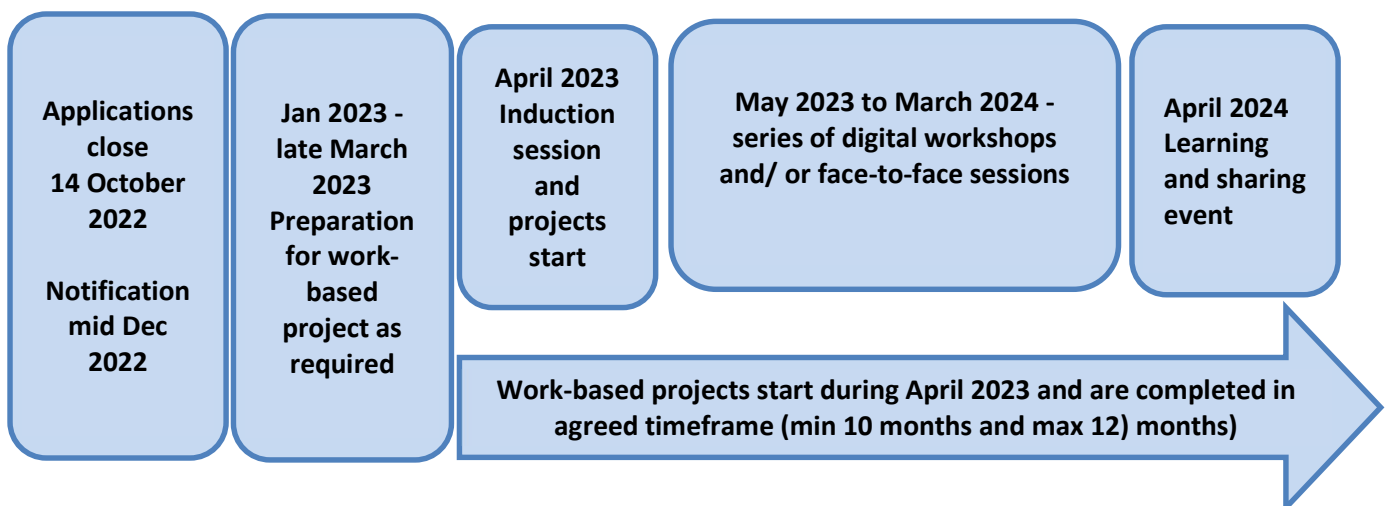 Applications
close
14 October
2022
Notification
mid Dec
2022
Jan 2023 -
late March
2023
Preparation
for work-
based
project as
required
April 2023
Induction
session
and
projects
start
May 2023 to March 2024 -
series of digital workshops
and/ or face-to-face sessions
April 2024
Learning
and sharing
event
Work-based projects start during April 2023 and are completed in
agreed timeframe (min 10 months and max 12) months)